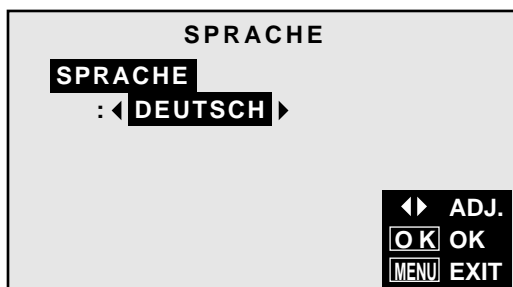 SPRACHE
SPRACHE
: DEUTSCH
ADJ.
OK OK
MENU EXIT